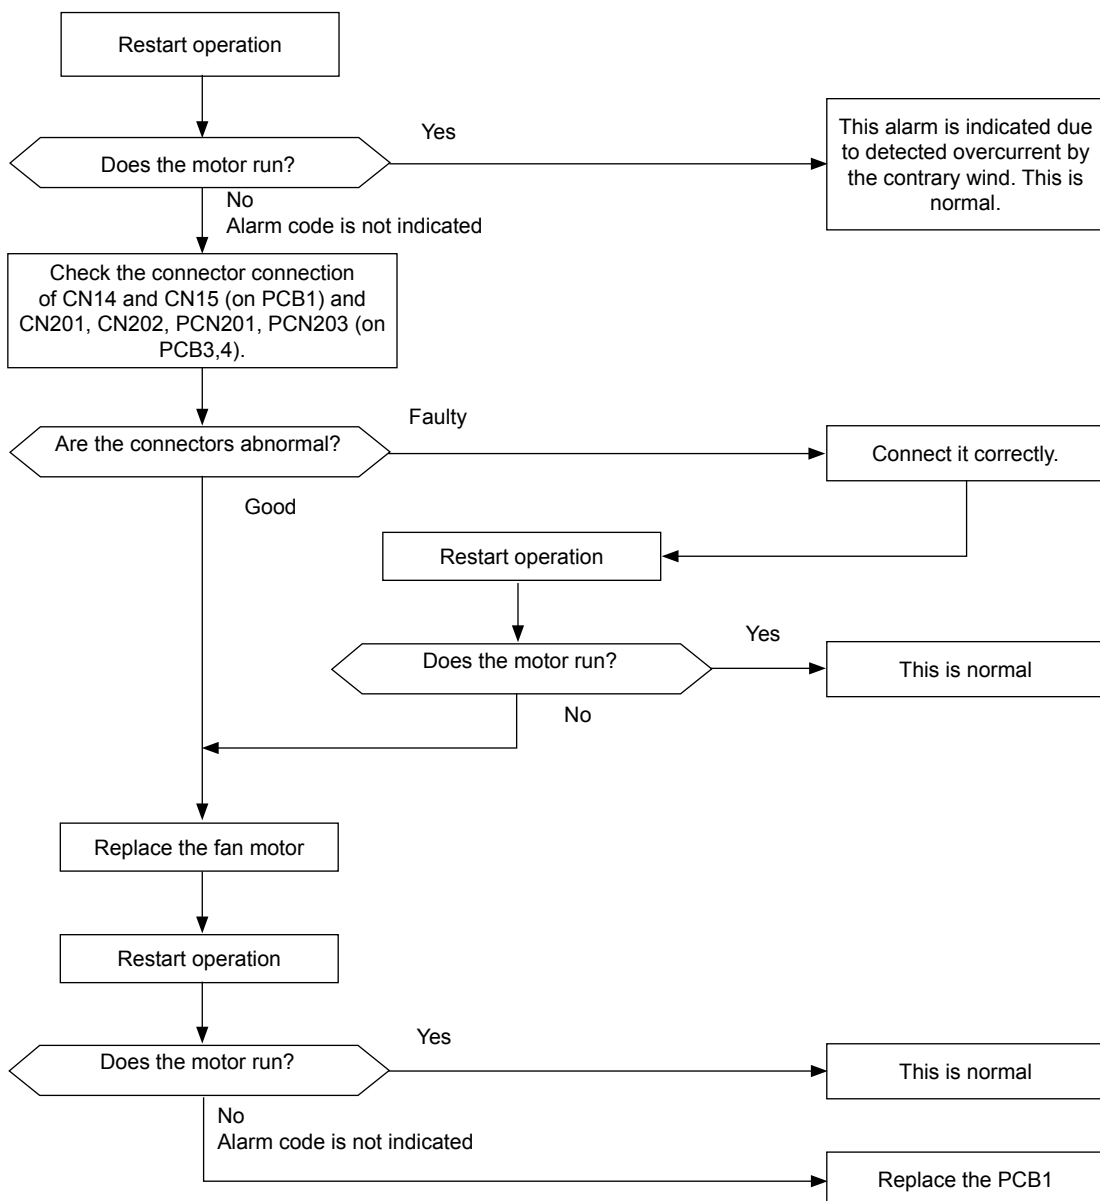 Restart operation
Yes
This alarm is indicated due
to detected overcurrent by
the contrary wind. This is
normal.
Does the motor run?
No
Alarm code is not indicated
Check the connector connection
of CN14 and CN15 (on PCB1) and
CN201, CN202, PCN201, PCN203 (on
PCB3,4).
Faulty
Are the connectors abnormal?
Connect it correctly.
Good
Restart operation
Yes
Does the motor run?
This is normal
No
Replace the fan motor
Restart operation
Yes
Does the motor run?
This is normal
No
Alarm code is not indicated
Replace the PCB1